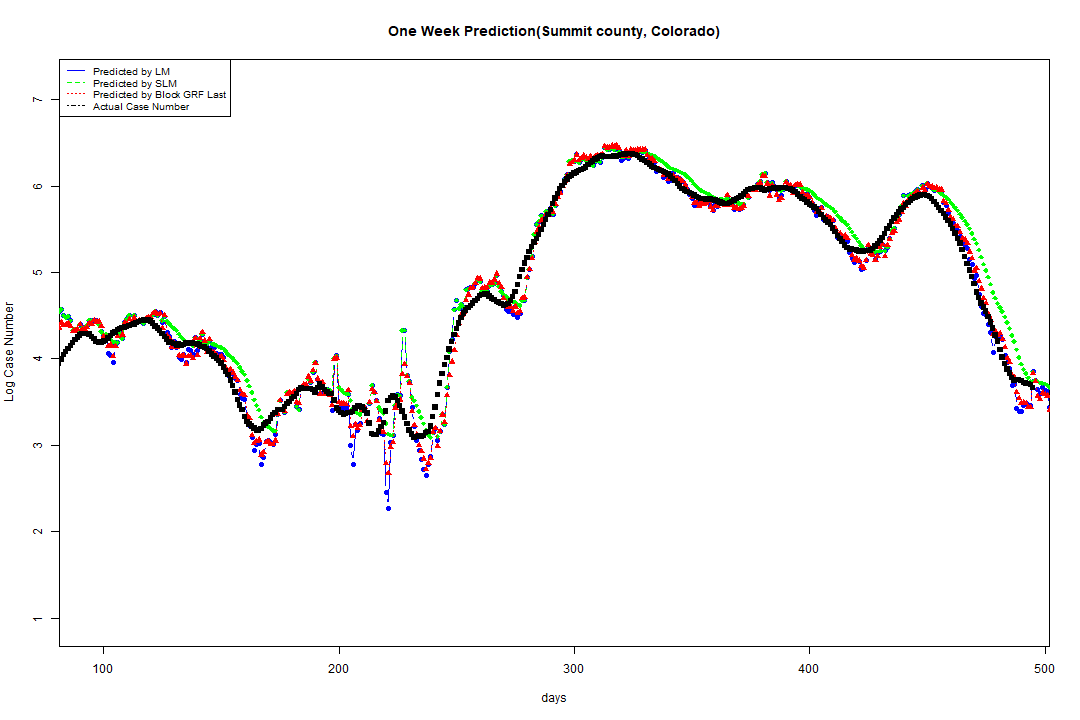 One Week Prediction(Summit county, Colorado)
Predicted by LM
Predicted by SLM
Predicted by Block GRF Last
Actual Case Number
7
6
5
4
3
2
1
Log Case Number
100 200 300 400 500
days